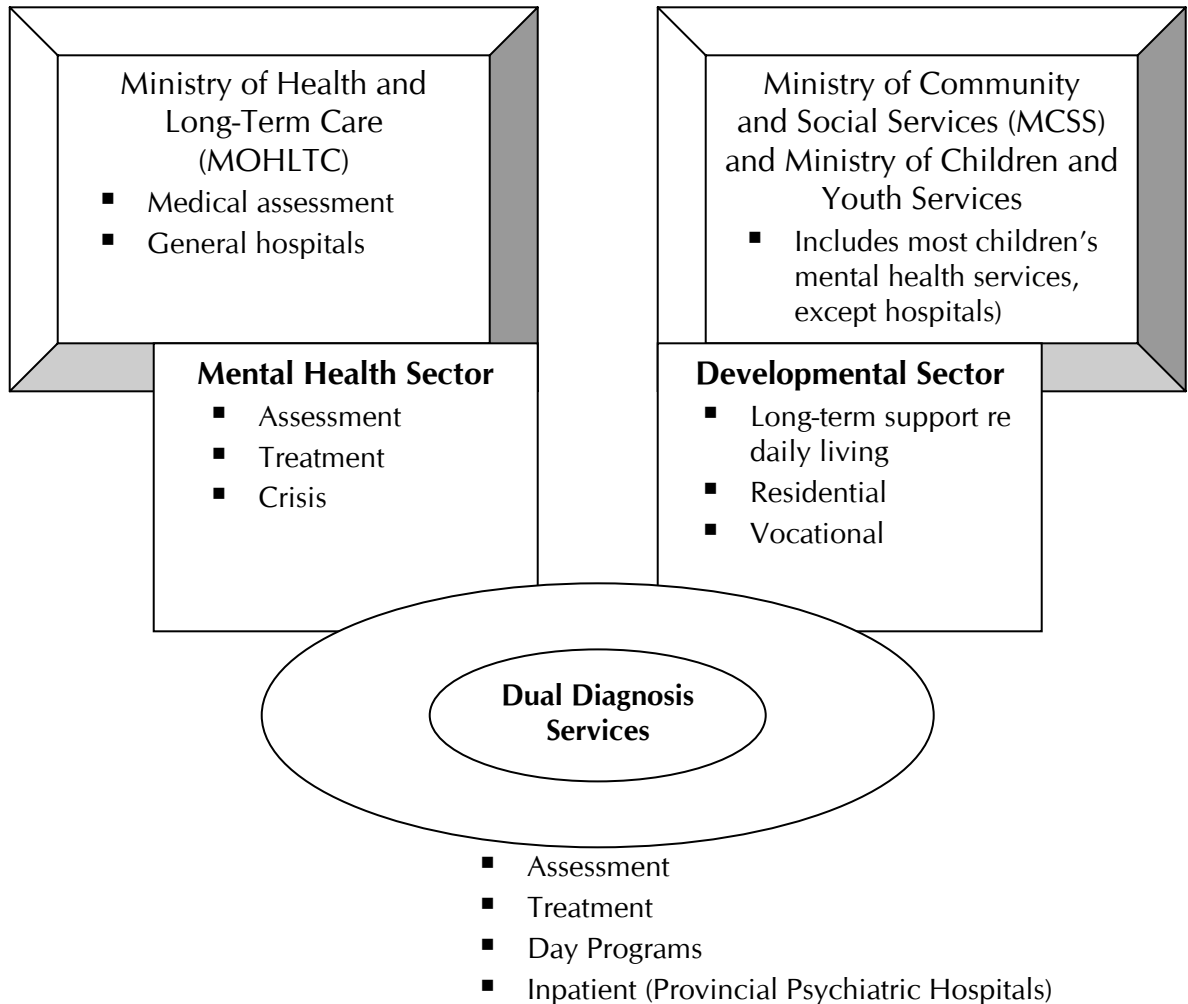 Ministry of Health and
Long-Term Care
(MOHLTC)
▪ Medical assessment
▪ General hospitals
Ministry of Community
and Social Services (MCSS)
and Ministry of Children and
Youth Services
▪ Includes most children’s
mental health services,
except hospitals)
Mental Health Sector
▪ Assessment
▪ Treatment
▪ Crisis
Developmental Sector
▪ Long-term support re
daily living
▪ Residential
▪ Vocational
Dual Diagnosis
Services
▪ Assessment
▪ Treatment
▪ Day Programs
▪ Inpatient (Provincial Psychiatric Hospitals)